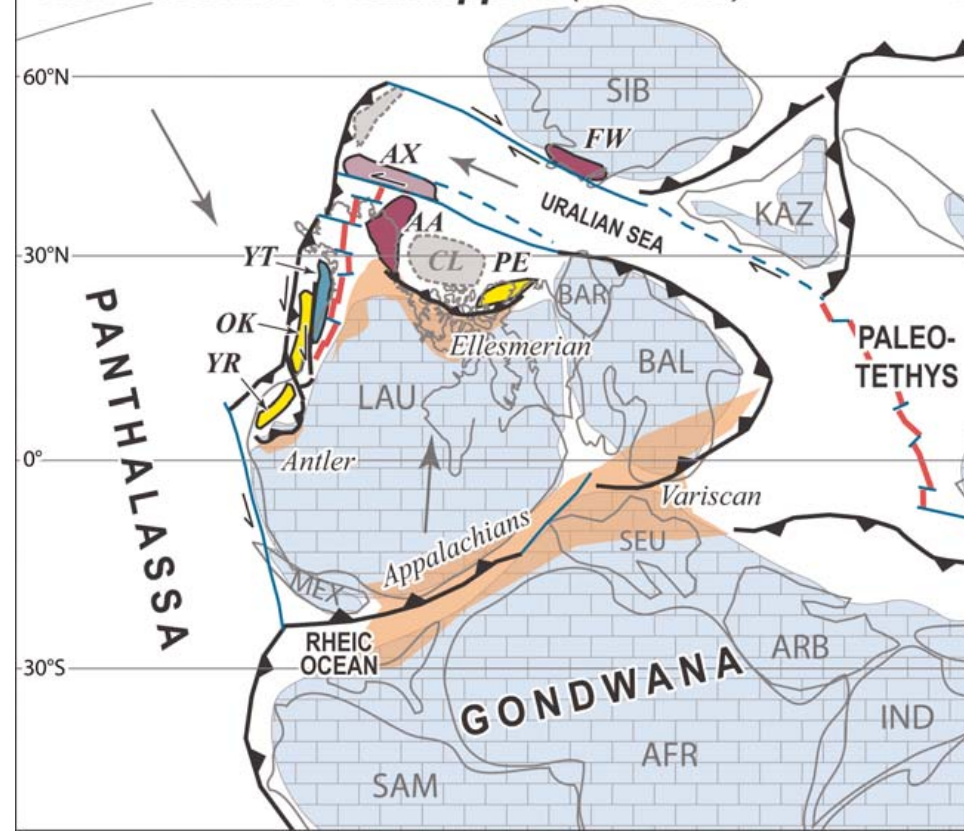 60°N
SIB
FW
AX
URALIAN SEA
KAZ
AA
30°N
YT
CL
PE
BAR
PANTHALASSA
OK
Ellesmerian
PALEO-
TETHYS
YR
LAU
BAL
0°
Antler
Variscan
Appalachians
SEU
MEX
RHEIC
OCEAN
ARB
30°S
GONDWANA
IND
AFR
SAM